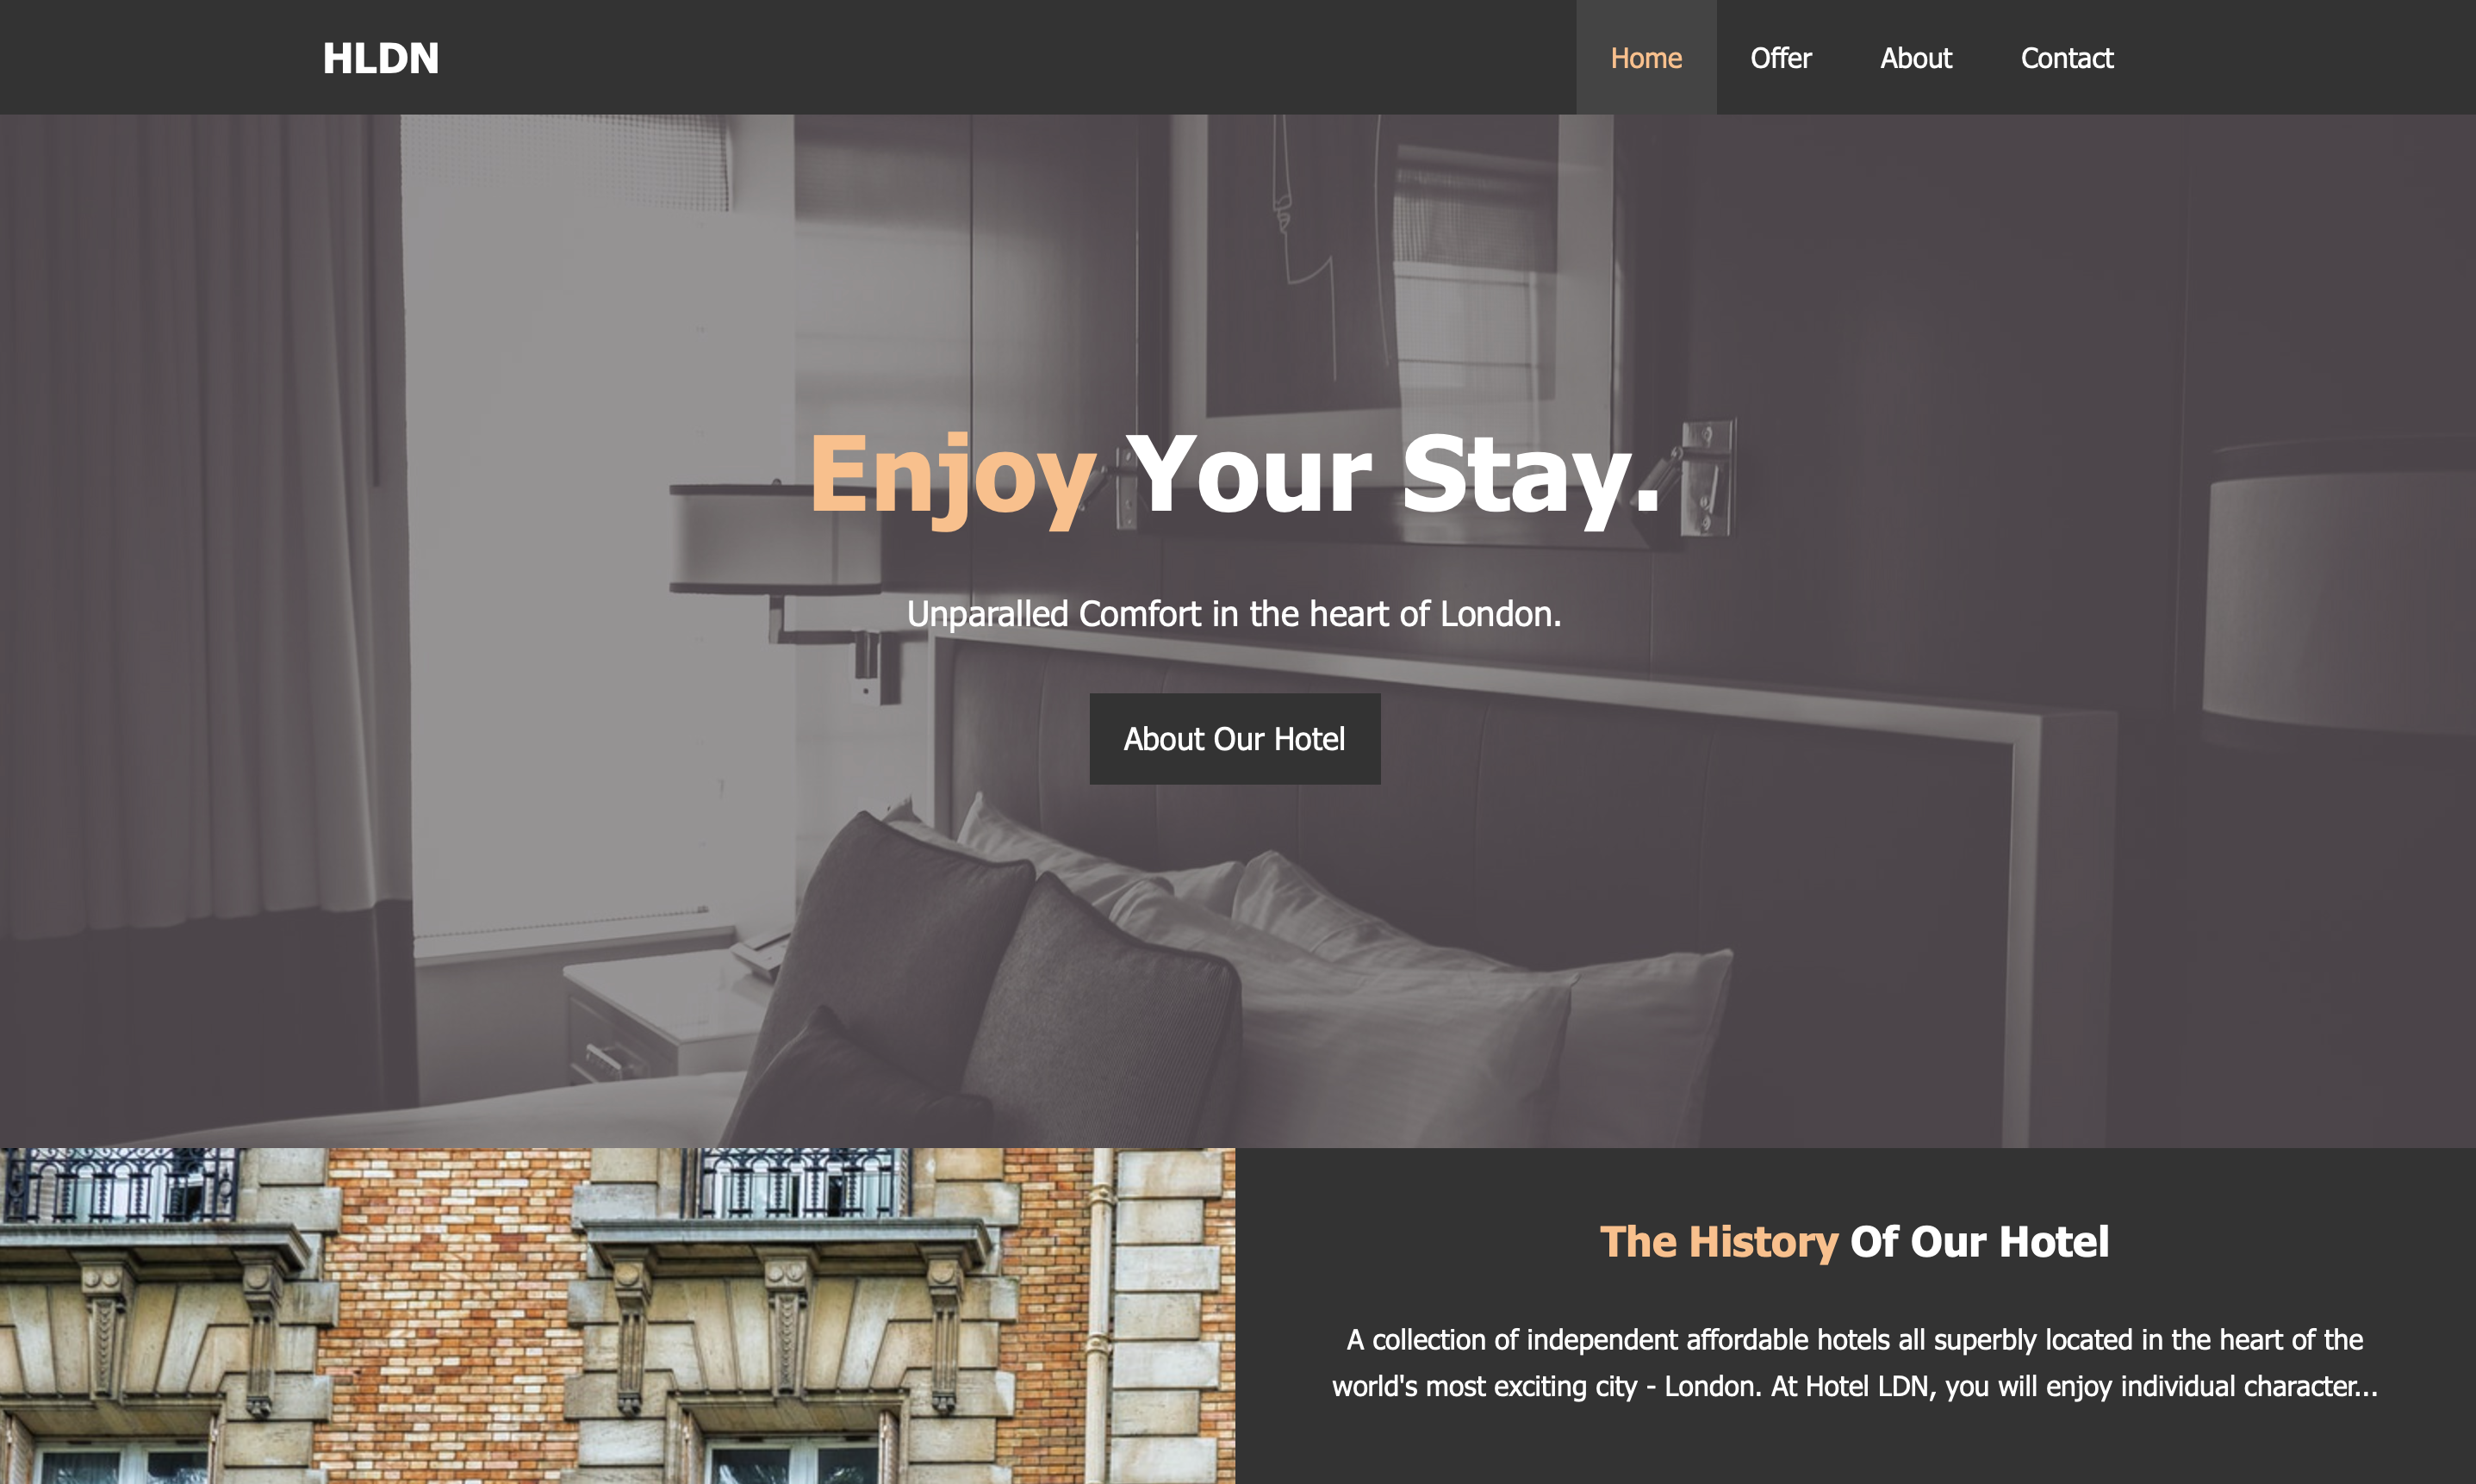 HLDN
Home Offer About Contact
Enjoy Your Stay.
Unparalled Comfort in the heart of London.
About Our Hotel
The History Of Our Hotel
A collection of independent affordable hotels all superbly located in the heart of the
world's most exciting city - London. At Hotel LDN, you will enjoy individual character...